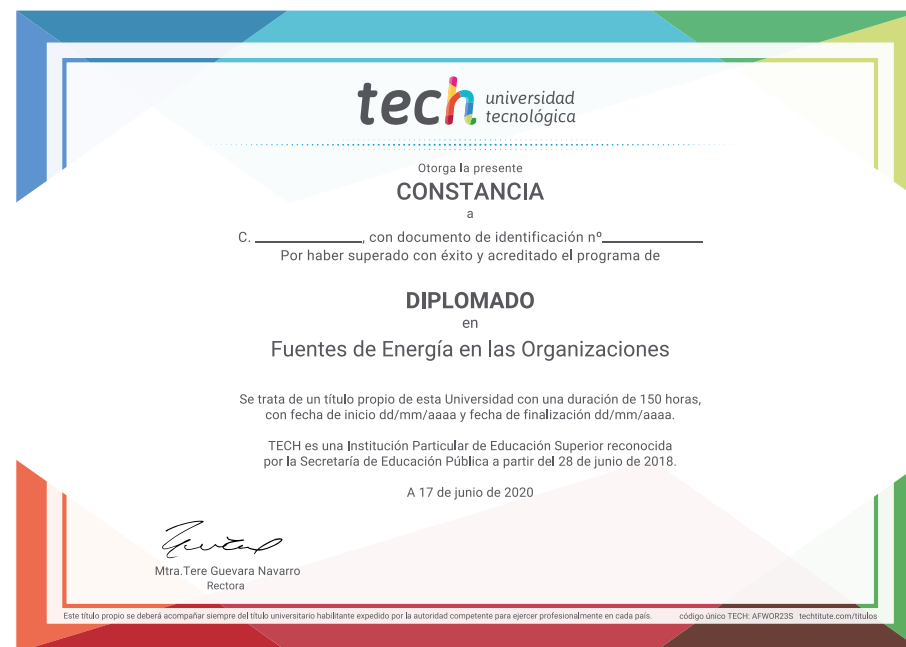 tech universidad
tecnológica
Otorga la presente
CONSTANCIA
a
C. ____________, con documento de identificación nº____________
Por haber superado con éxito y acreditado el programa de
DIPLOMADO
en
Fuentes de Energía en las Organizaciones
Se trata de un título propio de esta Universidad con una duración de 150 horas,
con fecha de inicio dd/mm/aaaa y fecha de finalización dd/mm/aaaa.
TECH es una Institución Particular de Educación Superior reconocida
por la Secretaría de Educación Pública a partir del 28 de junio de 2018.
A 17 de junio de 2020
Mtra.Tere Guevara Navarro
Rectora
Este título propio se deberá acompañar siempre del título universitario habilitante expedido por la autoridad competente para ejercer profesionalmente en cada país. código único TECH: AFWOR23S techtitute.com/titulos